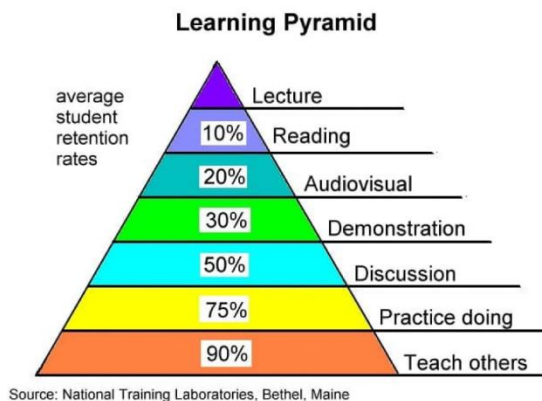 Learning Pyramid
average
student
retention
rates
Lecture
10% Reading
20% Audiovisual
30% Demonstration
50% Discussion
75% Practice doing
90% Teach others
Source: National Training Laboratories, Bethel, Maine